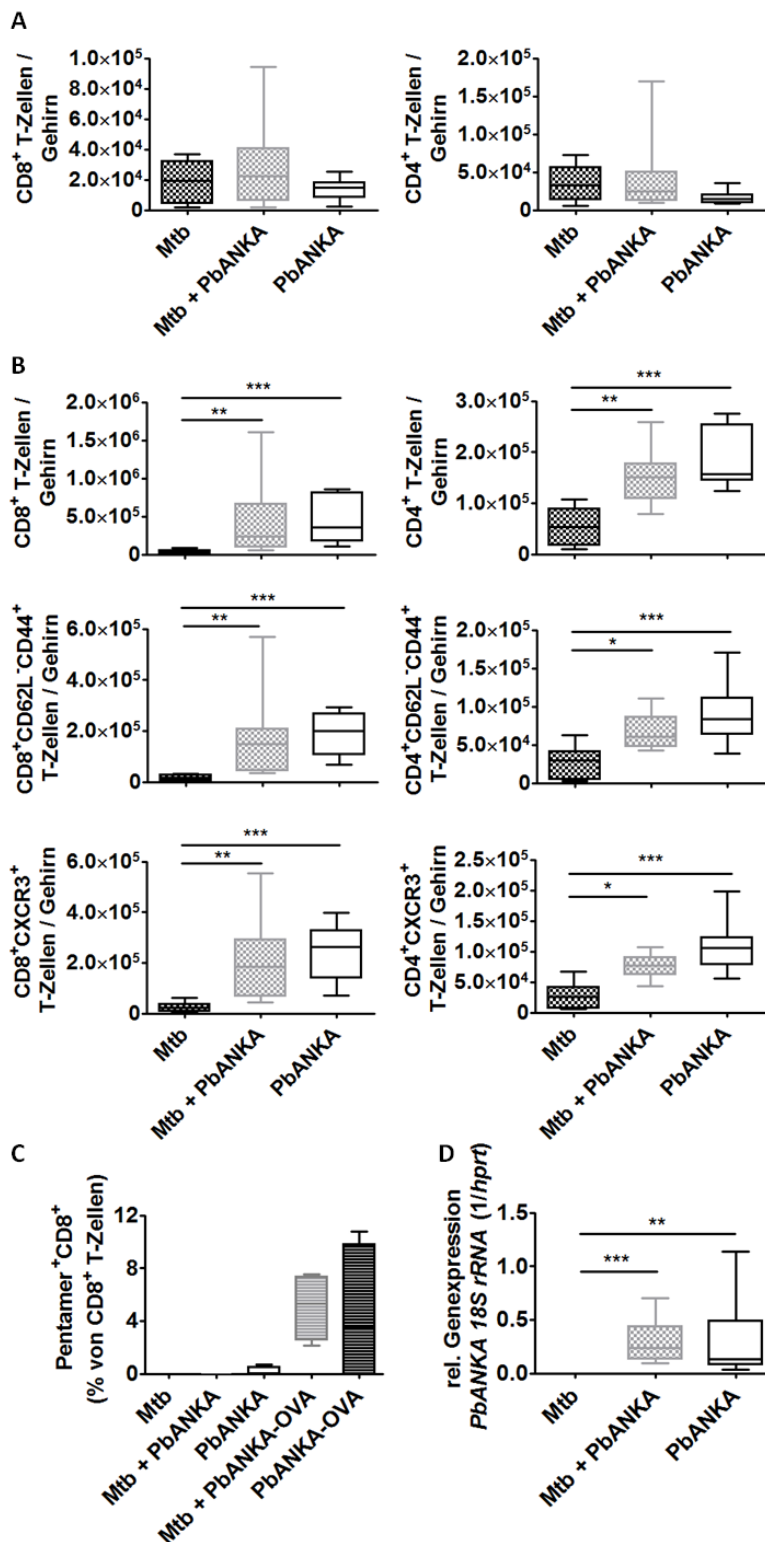 A
CD8⁺ T-Zellen /
Gehirn
1.0×10⁵
8.0×10⁴
6.0×10⁴
4.0×10⁴
2.0×10⁴
0
Mtb
Mtb + PbANKA
PbANKA
CD4⁺ T-Zellen /
Gehirn
2.0×10⁵
1.5×10⁵
1.0×10⁵
5.0×10⁴
0
Mtb
Mtb + PbANKA
PbANKA
B
CD8⁺ T-Zellen /
Gehirn
2.0×10⁶
1.5×10⁶
1.0×10⁶
5.0×10⁵
0
***
**
CD4⁺ T-Zellen /
Gehirn
3.0×10⁵
2.0×10⁵
1.0×10⁵
0
***
**
CD8⁺CD62L⁻CD44⁺
T-Zellen / Gehirn
6.0×10⁵
4.0×10⁵
2.0×10⁵
0
***
**
CD4⁺CD62L⁻CD44⁺
T-Zellen / Gehirn
2.0×10⁵
1.5×10⁵
1.0×10⁵
5.0×10⁴
0
***
*
CD8⁺CXCR3⁺
T-Zellen / Gehirn
6.0×10⁵
4.0×10⁵
2.0×10⁵
0
***
**
Mtb
Mtb + PbANKA
PbANKA
CD4⁺CXCR3⁺
T-Zellen / Gehirn
2.5×10⁵
2.0×10⁵
1.5×10⁵
1.0×10⁵
5.0×10⁴
0
***
*
Mtb
Mtb + PbANKA
PbANKA
C
Pentamer ⁺CD8⁺
(% von CD8⁺ T-Zellen)
12
8
4
0
Mtb
Mtb + PbANKA
PbANKA
Mtb + PbANKA-OVA
PbANKA-OVA
D
rel. Genexpression
PbANKA 18S rRNA (1/hprt)
1.5
1.0
0.5
0.0
**
***
Mtb
Mtb + PbANKA
PbANKA